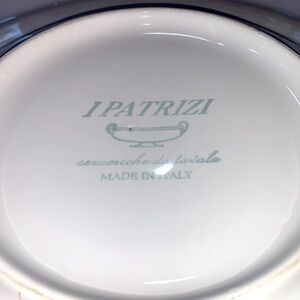 I PATRIZI
ceramiche da tavola
MADE IN ITALY